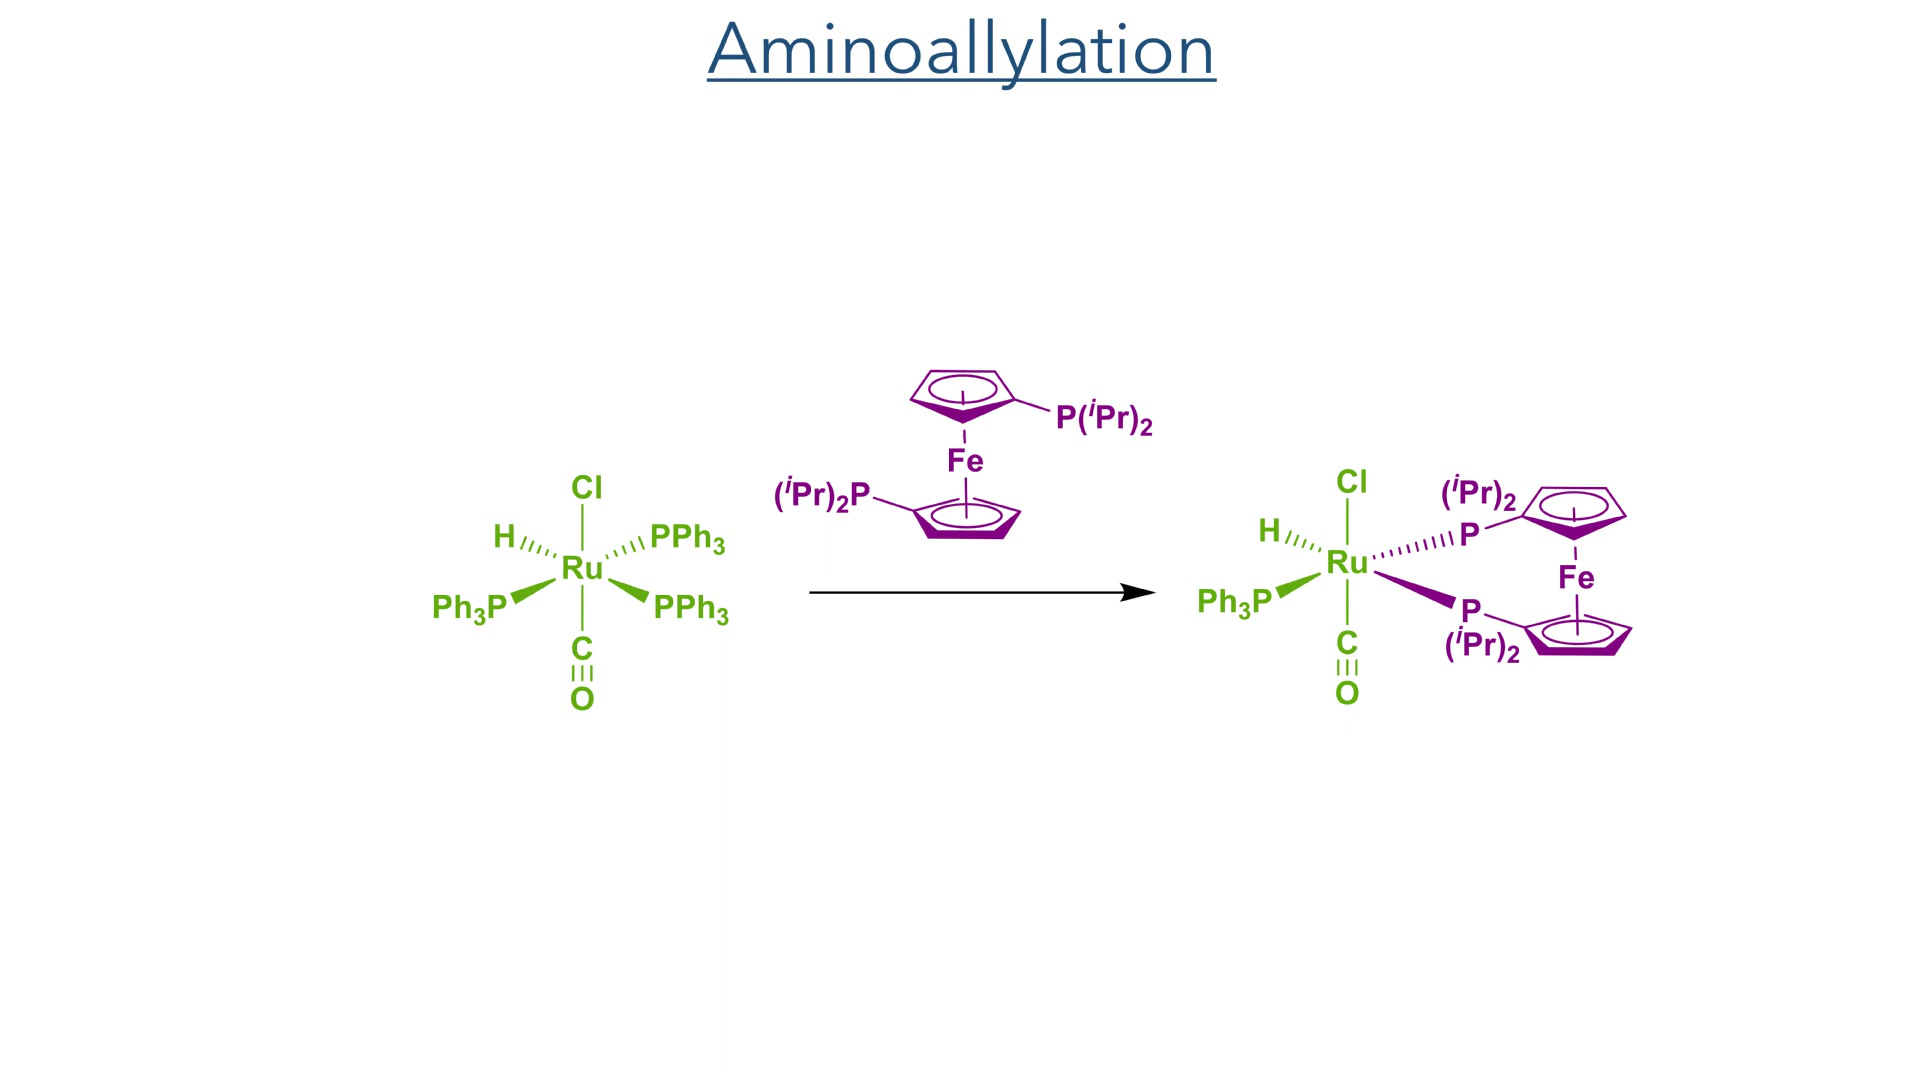 Aminoallylation
P(ⁱPr)₂
Fe
(ⁱPr)₂P
Cl
H
PPh₃
Ru
Ph₃P
PPh₃
C
O
Cl
(ⁱPr)₂
H
P
Ru
Fe
Ph₃P
P
(ⁱPr)₂
C
O